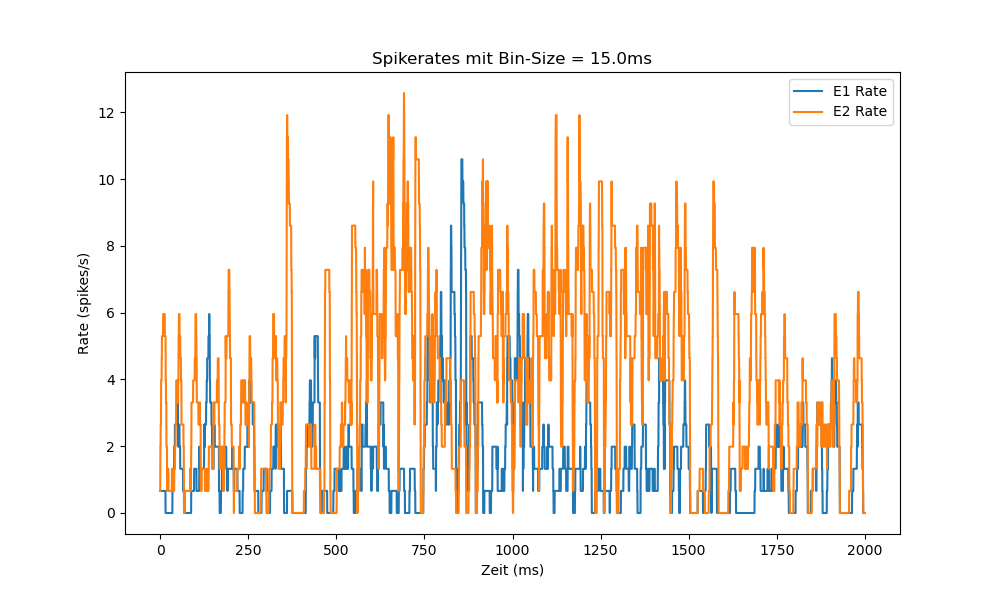 Spikerates mit Bin-Size = 15.0ms
E1 Rate
E2 Rate
12
10
8
6
4
2
0
Rate (spikes/s)
0 250 500 750 1000 1250 1500 1750 2000
Zeit (ms)